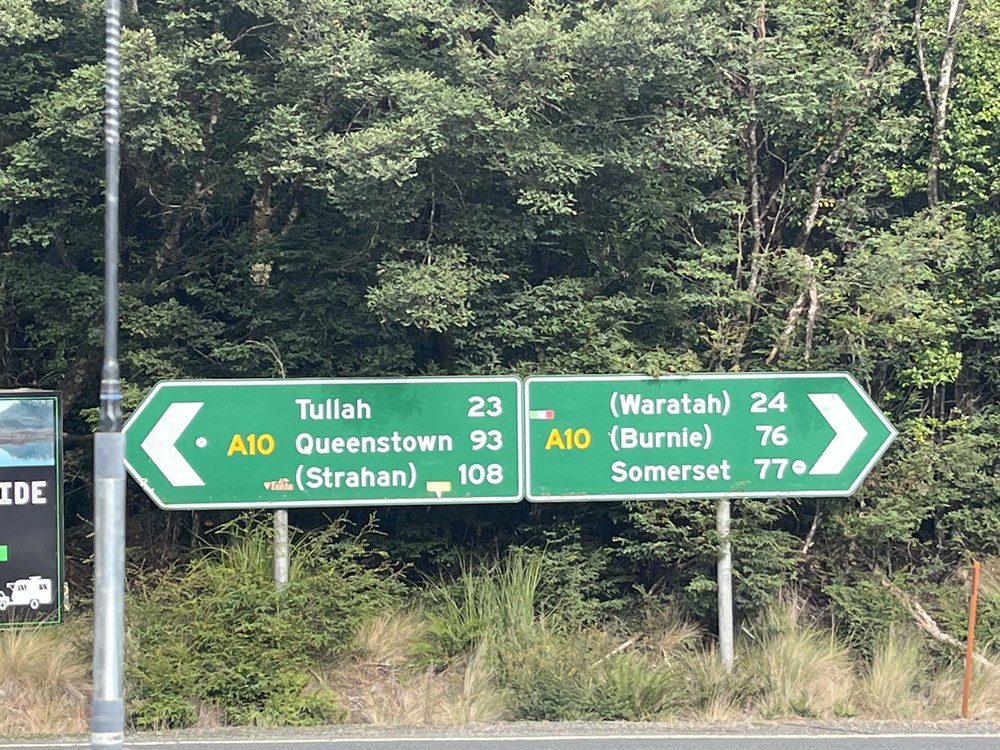 Tullah 23
A10 Queenstown 93
(Strahan) 108
(Waratah) 24
A10 (Burnie) 76
Somerset 77
IDE